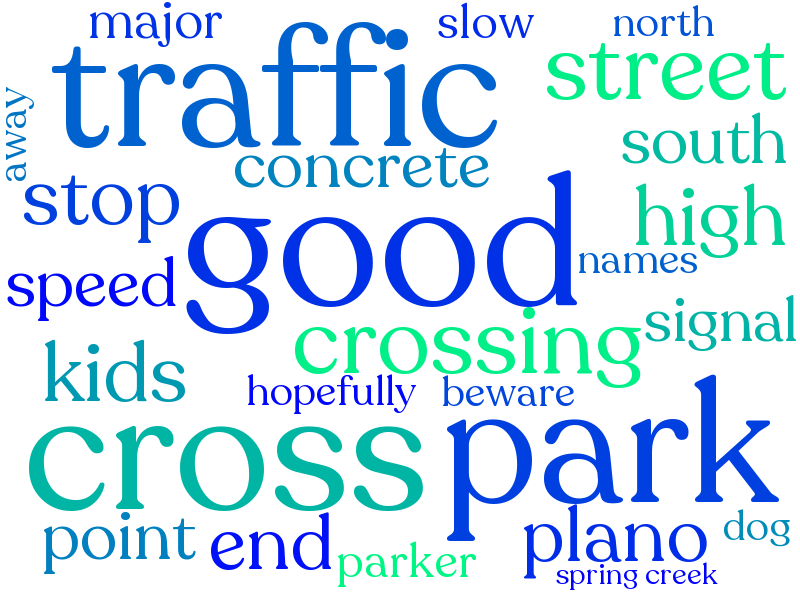 major
slow
north
traffic
street
away
south
concrete
stop
good
high
names
speed
crossing
signal
kids
hopefully
beware
cross
park
point
end
plano
dog
parker
spring creek